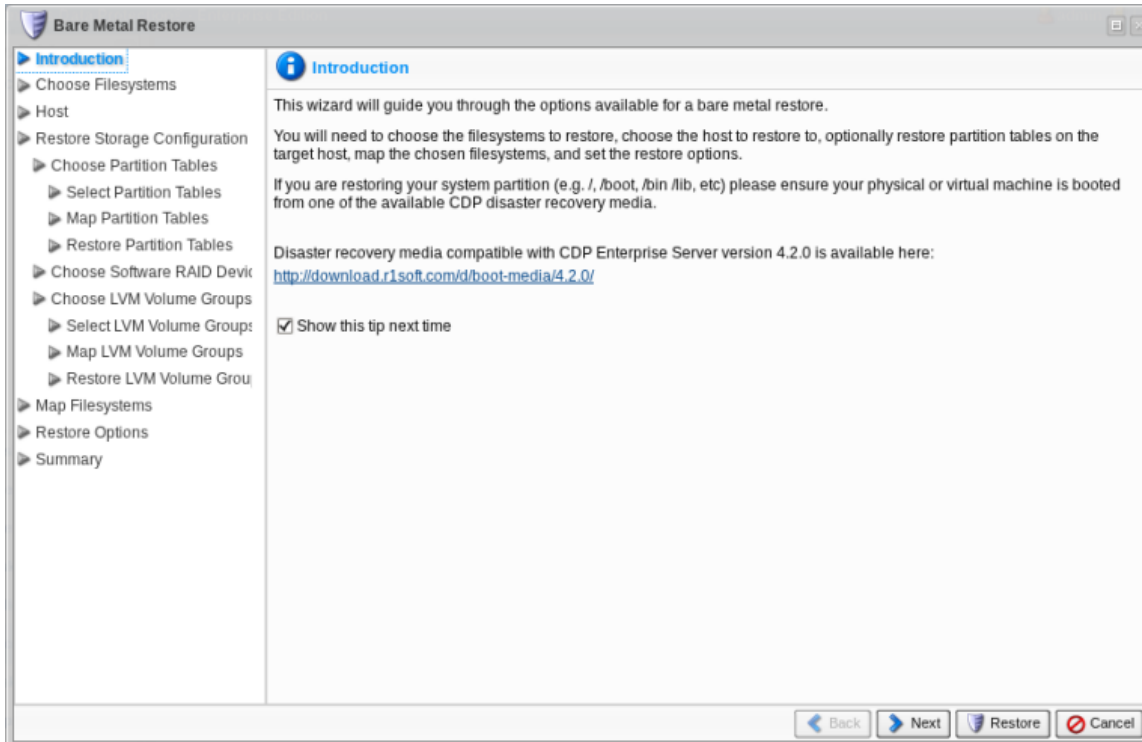 Bare Metal Restore
Introduction
Choose Filesystems
Host
Restore Storage Configuration
Choose Partition Tables
Select Partition Tables
Map Partition Tables
Restore Partition Tables
Choose Software RAID Devic
Choose LVM Volume Groups
Select LVM Volume Groups
Map LVM Volume Groups
Restore LVM Volume Grou
Map Filesystems
Restore Options
Summary
Introduction
This wizard will guide you through the options available for a bare metal restore.
You will need to choose the filesystems to restore, choose the host to restore to, optionally restore partition tables on the
target host, map the chosen filesystems, and set the restore options.
If you are restoring your system partition (e.g. /, /boot, /bin /lib, etc) please ensure your physical or virtual machine is booted
from one of the available CDP disaster recovery media.
Disaster recovery media compatible with CDP Enterprise Server version 4.2.0 is available here:
http://download.r1soft.com/d/boot-media/4.2.0/
Show this tip next time
Back Next Restore Cancel